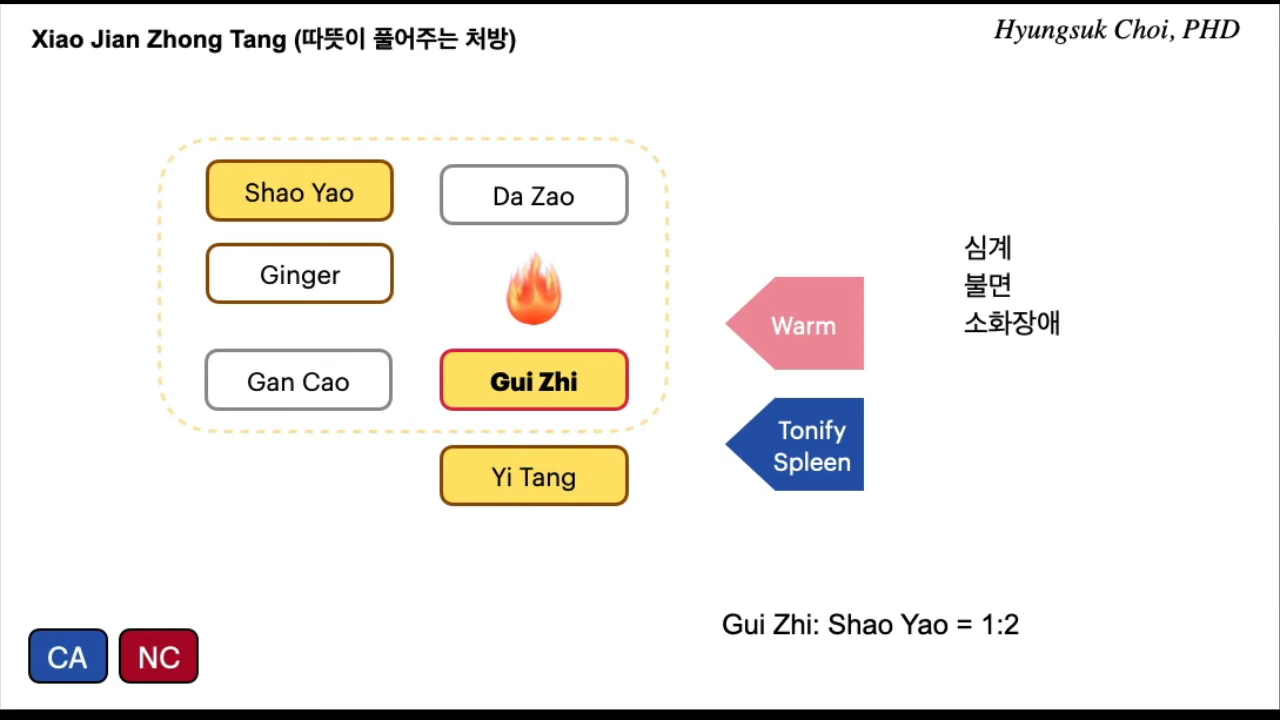 Xiao Jian Zhong Tang (따뜻이 풀어주는 처방)
Hyungsuk Choi, PHD
Shao Yao
Da Zao
Ginger
Gan Cao
Gui Zhi
Yi Tang
Warm
Tonify
Spleen
심계
불면
소화장애
Gui Zhi: Shao Yao = 1:2
CA
NC